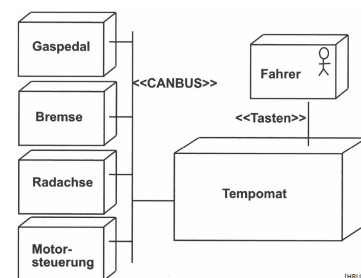 Gaspedal
<<CANBUS>>
Fahrer
Bremse
<<Tasten>>
Radachse
Tempomat
Motor-
steuerung